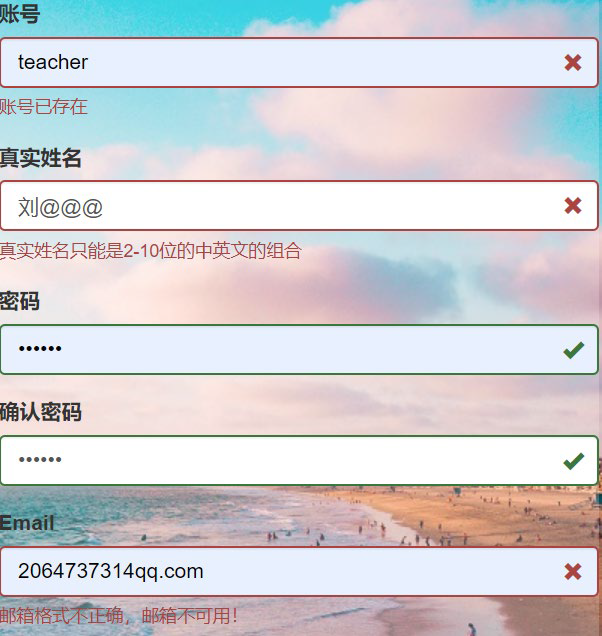 账号
teacher
账号已存在
真实姓名
刘@@@
真实姓名只能是2-10位的中英文的组合
密码
••••••
确认密码
••••••
Email
2064737314qq.com
邮箱格式不正确，邮箱不可用！